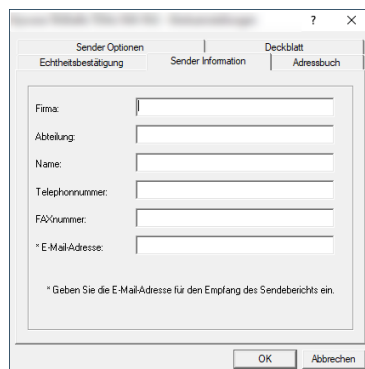 Sender Optionen Deckblatt
Echtheitsbestätigung Sender Information Adressbuch
Firma:
Abteilung:
Name:
Telephonnummer:
FAXnummer:
* E-Mail-Adresse:
* Geben Sie die E-Mail-Adresse für den Empfang des Sendeberichts ein.
OK Abbrechen